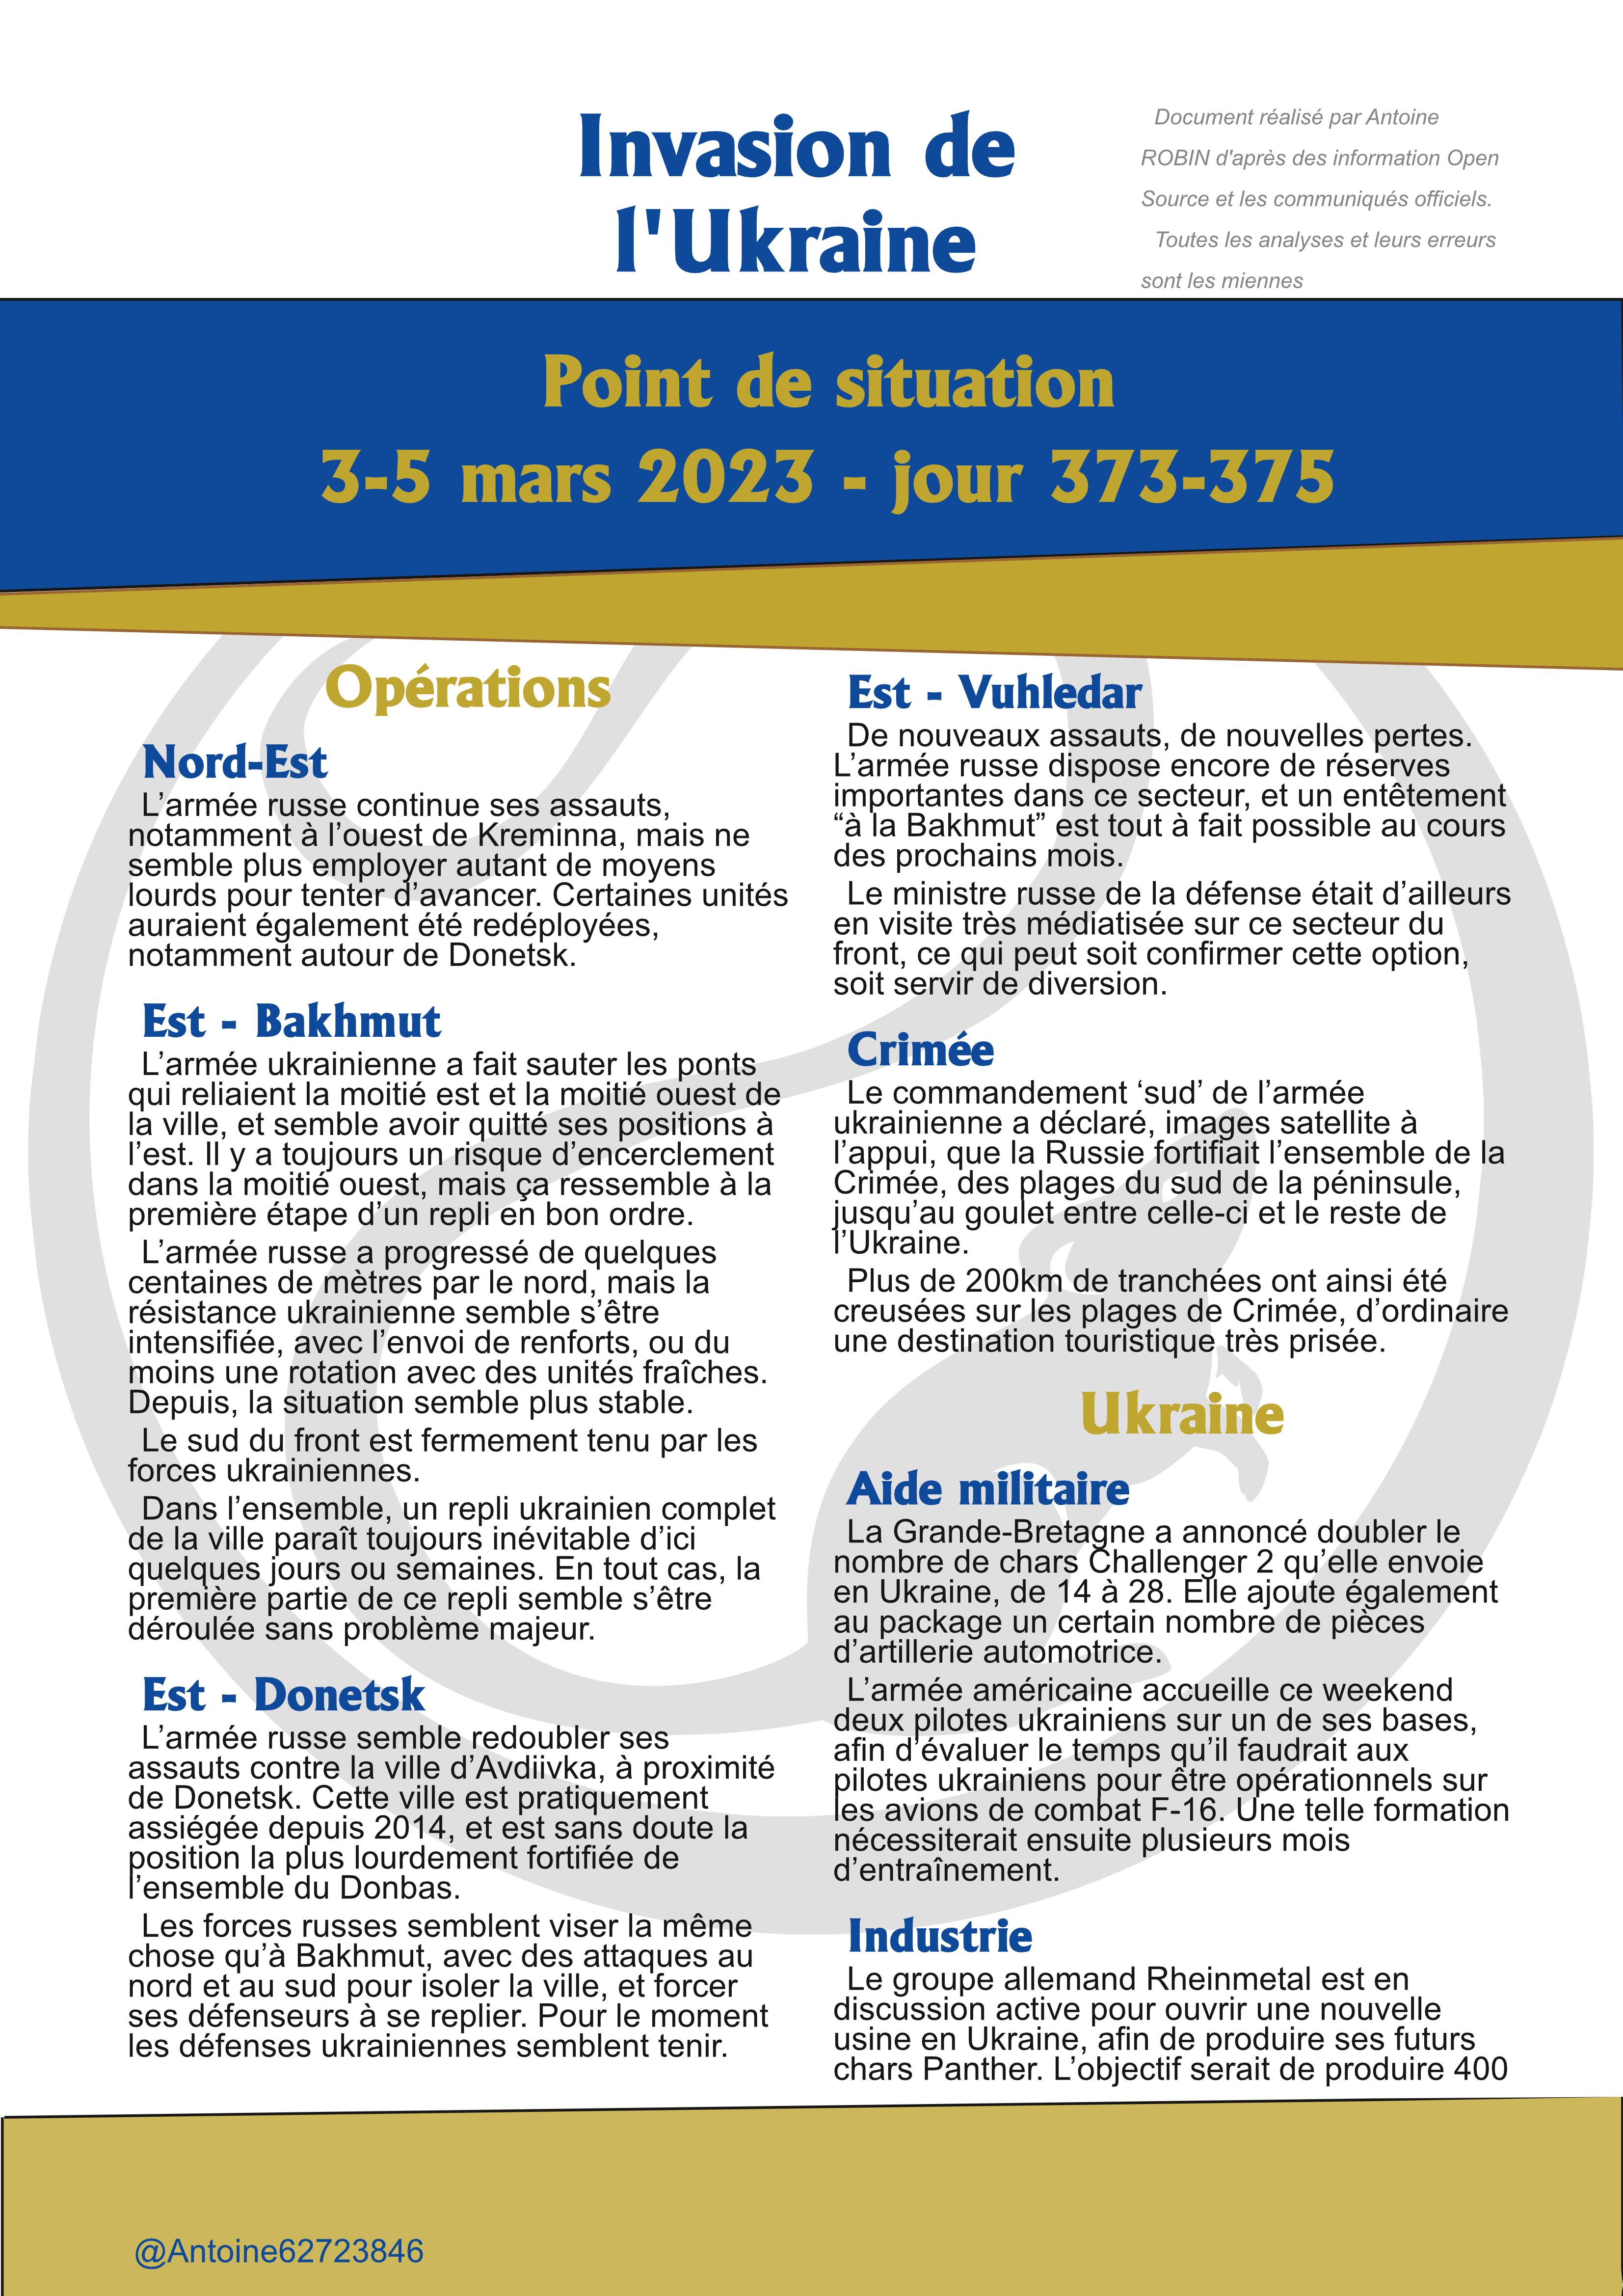 Invasion de
l'Ukraine
Document réalisé par Antoine
ROBIN d'après des information Open
Source et les communiqués officiels.
Toutes les analyses et leurs erreurs
sont les miennes
Point de situation
3-5 mars 2023 - jour 373-375
Opérations
Nord-Est
L’armée russe continue ses assauts,
notamment à l’ouest de Kreminna, mais ne
semble plus employer autant de moyens
lourds pour tenter d’avancer. Certaines unités
auraient également été redéployées,
notamment autour de Donetsk.
Est - Bakhmut
L’armée ukrainienne a fait sauter les ponts
qui reliaient la moitié est et la moitié ouest de
la ville, et semble avoir quitté ses positions à
l’est. Il y a toujours un risque d’encerclement
dans la moitié ouest, mais ça ressemble à la
première étape d’un repli en bon ordre.
L’armée russe a progressé de quelques
centaines de mètres par le nord, mais la
résistance ukrainienne semble s’être
intensifiée, avec l’envoi de renforts, ou du
moins une rotation avec des unités fraîches.
Depuis, la situation semble plus stable.
Le sud du front est fermement tenu par les
forces ukrainiennes.
Dans l’ensemble, un repli ukrainien complet
de la ville paraît toujours inévitable d’ici
quelques jours ou semaines. En tout cas, la
première partie de ce repli semble s’être
déroulée sans problème majeur.
Est - Donetsk
L’armée russe semble redoubler ses
assauts contre la ville d’Avdiivka, à proximité
de Donetsk. Cette ville est pratiquement
assiégée depuis 2014, et est sans doute la
position la plus lourdement fortifiée de
l’ensemble du Donbas.
Les forces russes semblent viser la même
chose qu’à Bakhmut, avec des attaques au
nord et au sud pour isoler la ville, et forcer
ses défenseurs à se replier. Pour le moment
les défenses ukrainiennes semblent tenir.
Est - Vuhledar
De nouveaux assauts, de nouvelles pertes.
L’armée russe dispose encore de réserves
importantes dans ce secteur, et un entêtement
“à la Bakhmut” est tout à fait possible au cours
des prochains mois.
Le ministre russe de la défense était d’ailleurs
en visite très médiatisée sur ce secteur du
front, ce qui peut soit confirmer cette option,
soit servir de diversion.
Crimée
Le commandement ‘sud’ de l’armée
ukrainienne a déclaré, images satellite à
l’appui, que la Russie fortifiait l’ensemble de la
Crimée, des plages du sud de la péninsule,
jusqu’au goulet entre celle-ci et le reste de
l’Ukraine.
Plus de 200km de tranchées ont ainsi été
creusées sur les plages de Crimée, d’ordinaire
une destination touristique très prisée.
Ukraine
Aide militaire
La Grande-Bretagne a annoncé doubler le
nombre de chars Challenger 2 qu’elle envoie
en Ukraine, de 14 à 28. Elle ajoute également
au package un certain nombre de pièces
d’artillerie automotrice.
L’armée américaine accueille ce weekend
deux pilotes ukrainiens sur un de ses bases,
afin d’évaluer le temps qu’il faudrait aux
pilotes ukrainiens pour être opérationnels sur
les avions de combat F-16. Une telle formation
nécessiterait ensuite plusieurs mois
d’entraînement.
Industrie
Le groupe allemand Rheinmetal est en
discussion active pour ouvrir une nouvelle
usine en Ukraine, afin de produire ses futurs
chars Panther. L’objectif serait de produire 400
@Antoine62723846